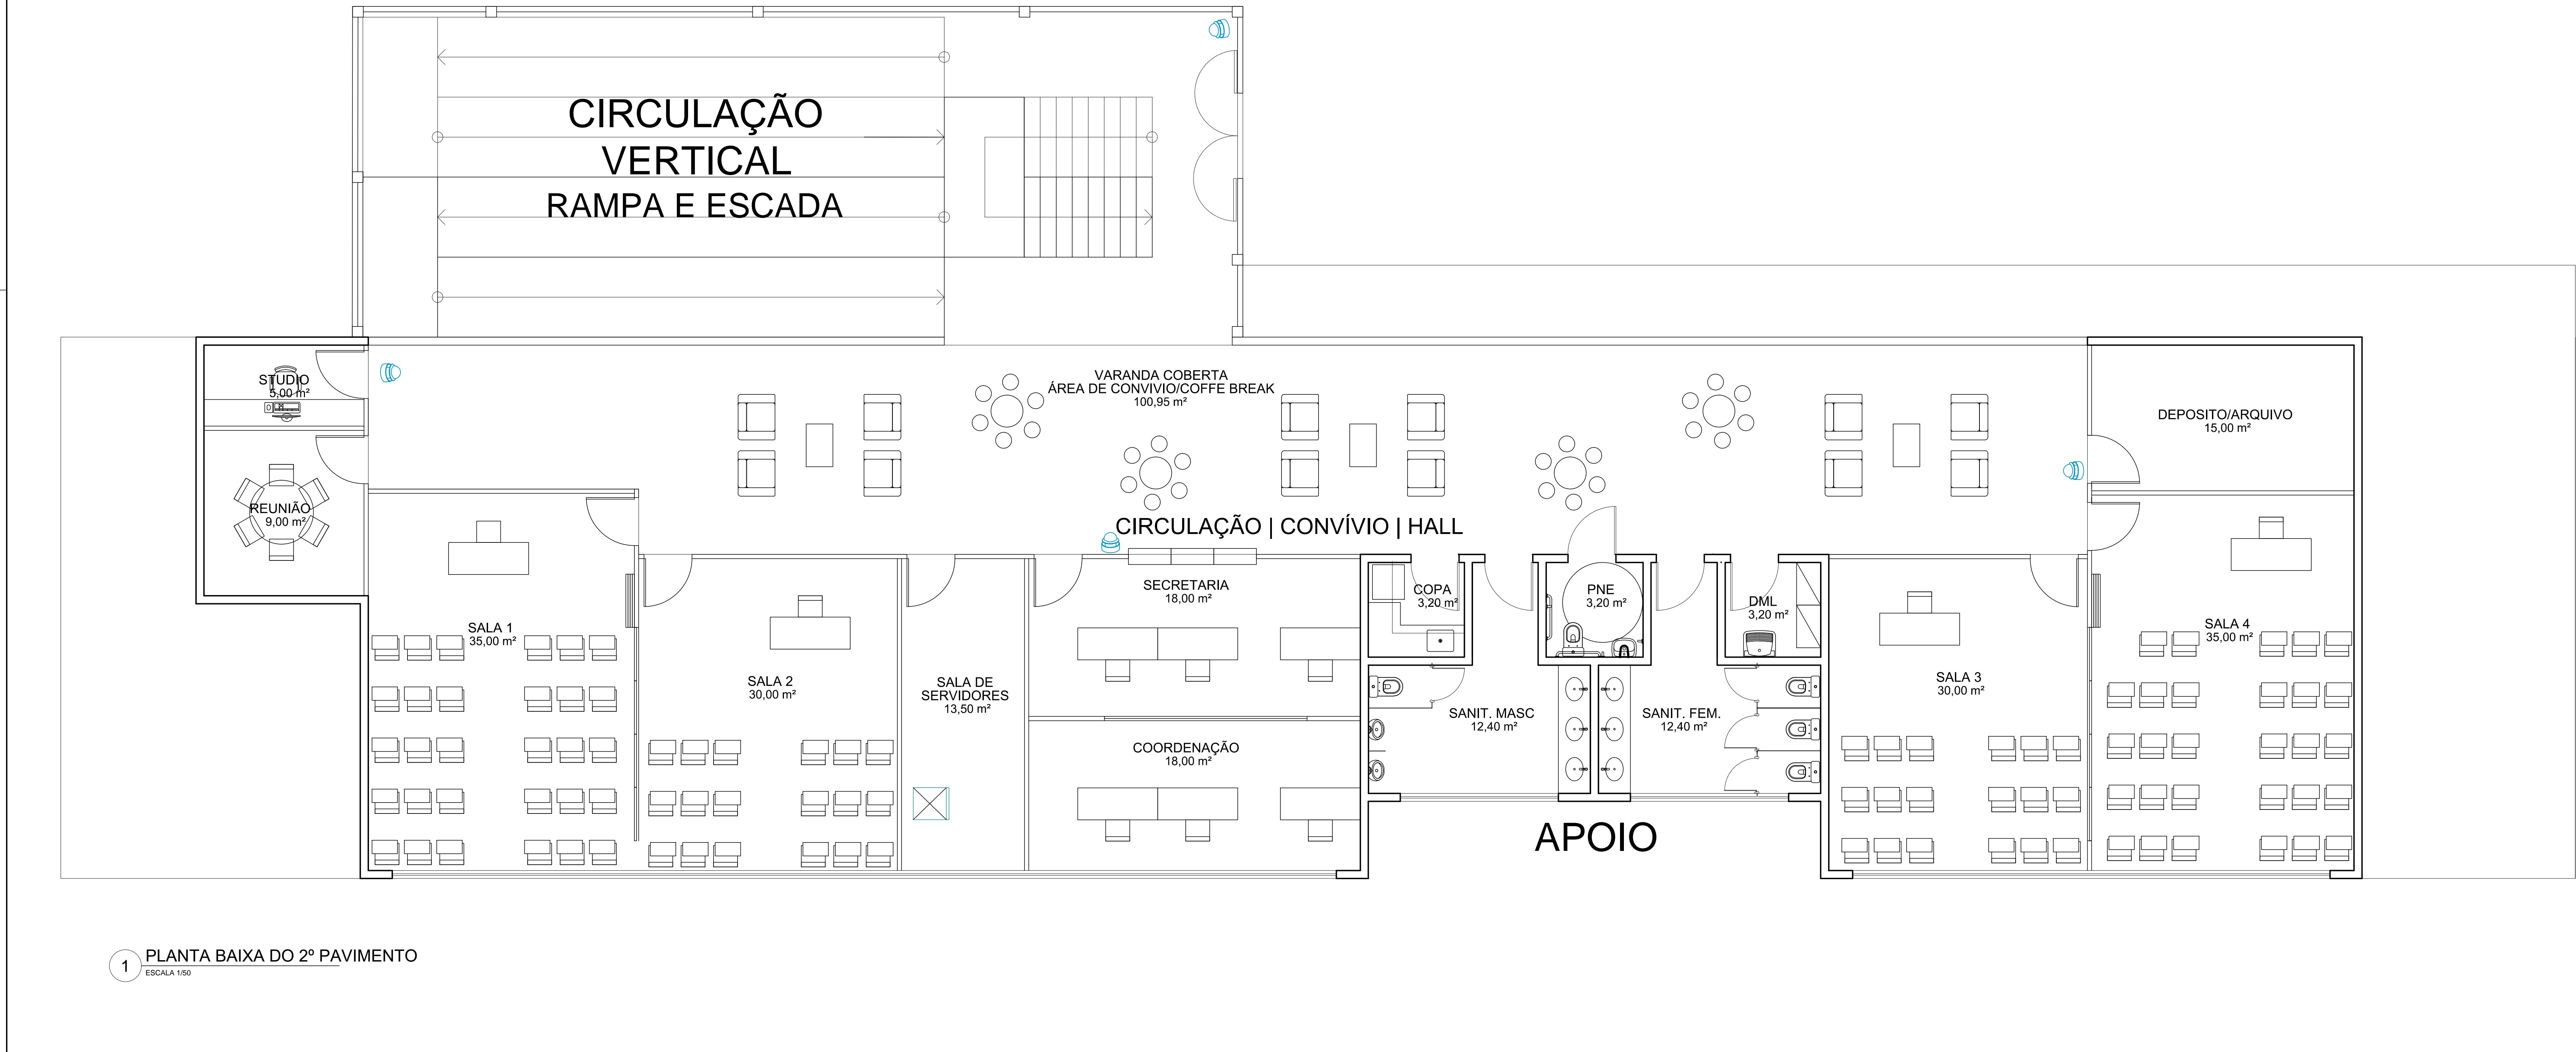 CIRCULAÇÃO
VERTICAL
RAMPA E ESCADA
STUDIO
5,00 m²
VARANDA COBERTA
ÁREA DE CONVIVIO/COFFE BREAK
100,95 m²
DEPOSITO/ARQUIVO
15,00 m²
REUNIÃO
9,00 m²
CIRCULAÇÃO | CONVÍVIO | HALL
SECRETARIA
18,00 m²
COPA
3,20 m²
PNE
3,20 m²
DML
3,20 m²
SALA 1
35,00 m²
SALA 4
35,00 m²
SALA 2
30,00 m²
SALA DE
SERVIDORES
13,50 m²
SALA 3
30,00 m²
SANIT. MASC
12,40 m²
SANIT. FEM.
12,40 m²
COORDENAÇÃO
18,00 m²
APOIO
1 PLANTA BAIXA DO 2º PAVIMENTO
ESCALA 1/50